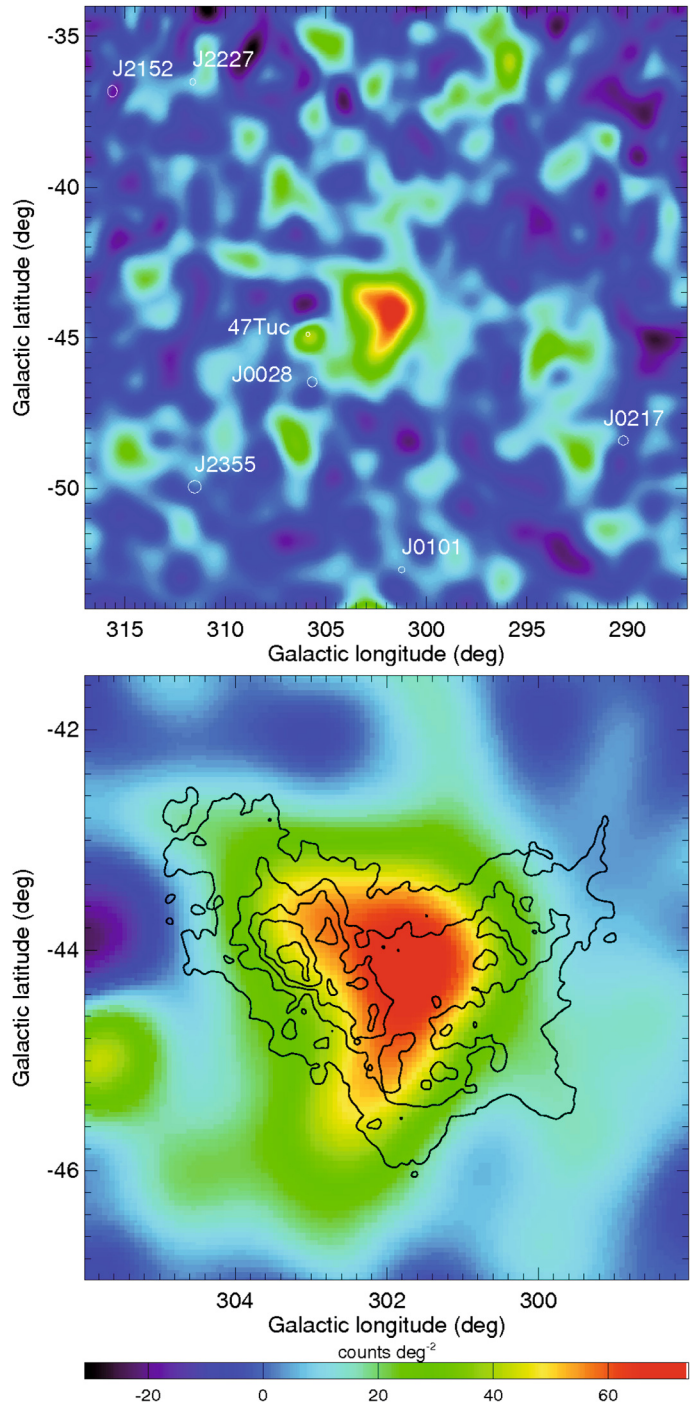 -35
J2152
J2227
-40
Galactic latitude (deg)
47Tuc
-45
J0028
J0217
J2355
-50
J0101
315 310 305 300 295 290
Galactic longitude (deg)
-42
Galactic latitude (deg)
-44
-46
304 302 300
Galactic longitude (deg)
counts deg-2
-20 0 20 40 60